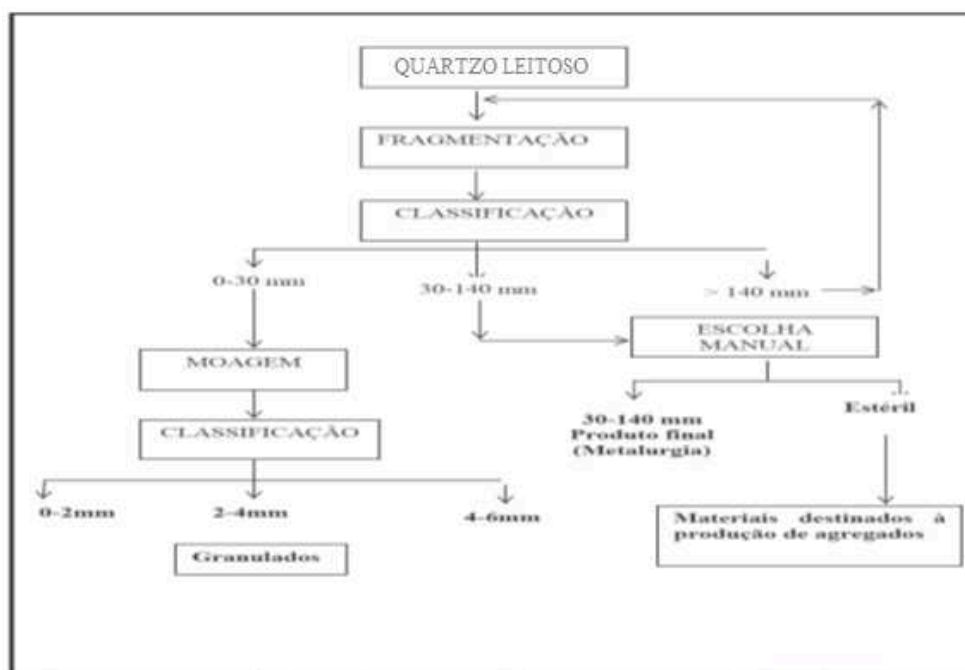 QUARTZO LEITOSO
FRAGMENTAÇÃO
CLASSIFICAÇÃO
0-30 mm
30-140 mm
> 140 mm
ESCOLHA
MANUAL
MOAGEM
CLASSIFICAÇÃO
30-140 mm
Produto final
(Metalurgia)
Estéril
0-2mm
2-4mm
4-6mm
Granulados
Materiais destinados à
produção de agregados